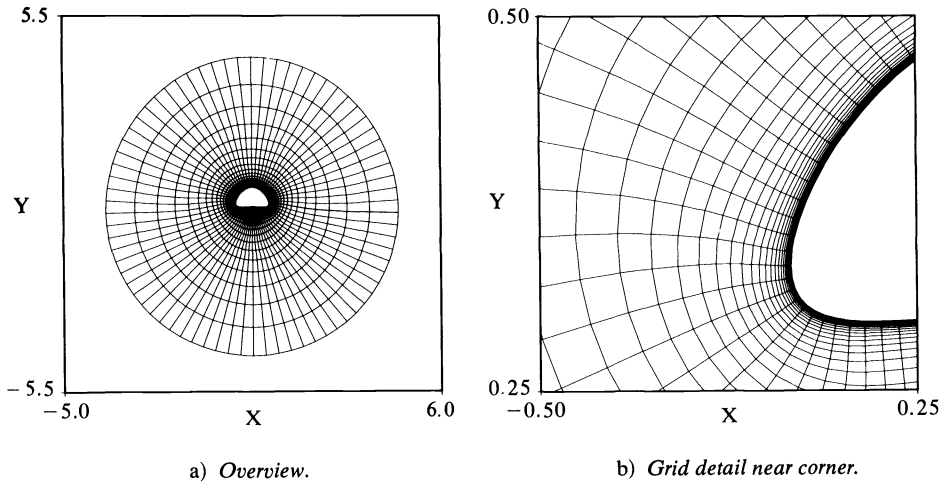 5.5
Y
– 5.5
–5.0
X
6.0
a) Overview.
0.50
Y
0.25
–0.50
X
0.25
b) Grid detail near corner.